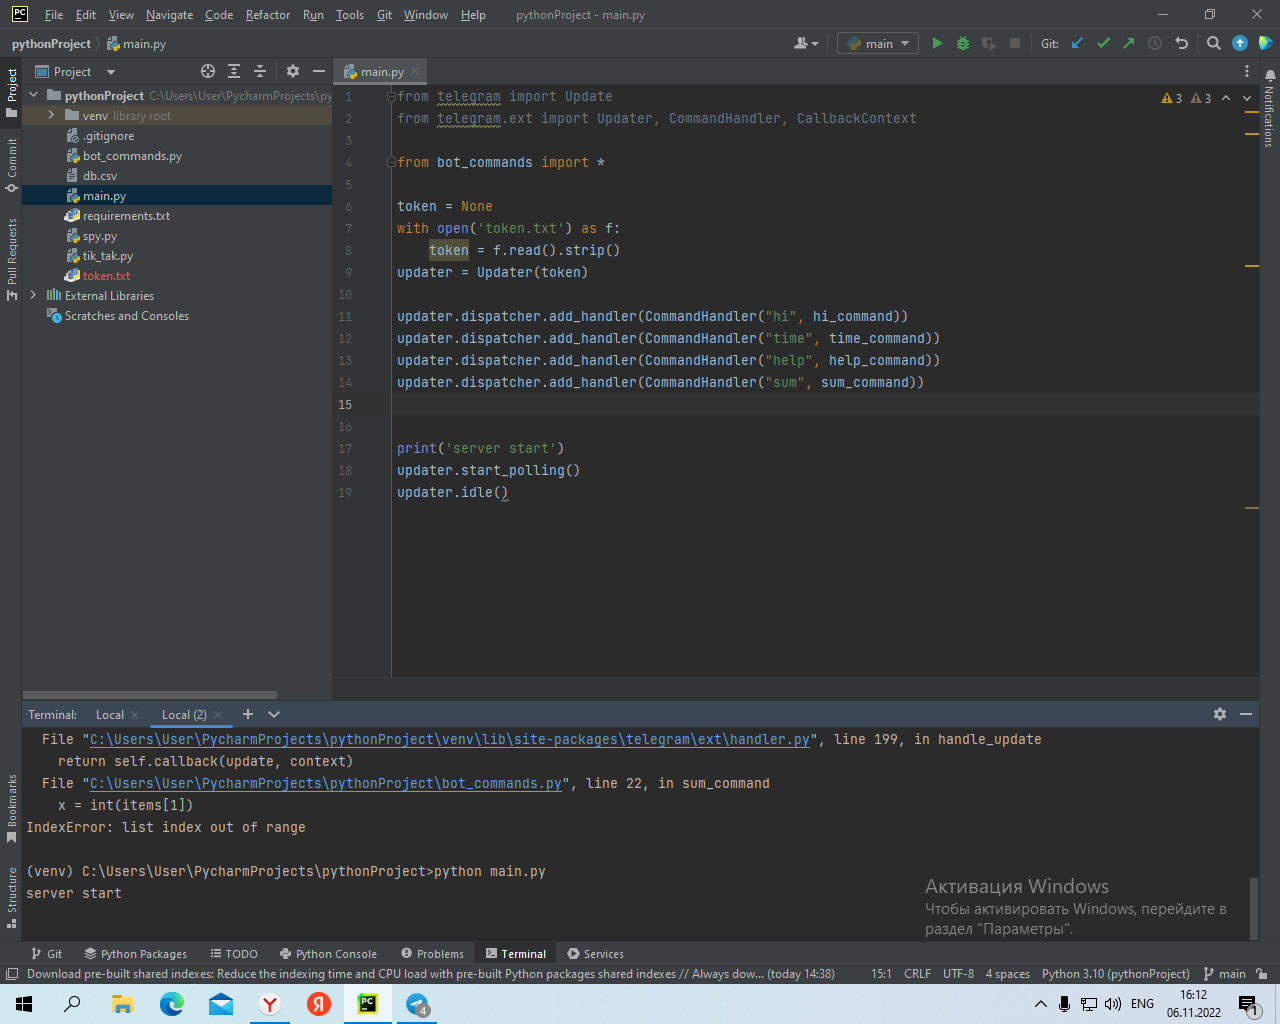 PC File Edit View Navigate Code Refactor Run Tools Git Window Help pythonProject - main.py
pythonProject main.py main Git:
Project main.py
pythonProject C:\Users\User\PycharmProjects\py
venv library root
.gitignore
bot_commands.py
db.csv
main.py
requirements.txt
spy.py
tik_tak.py
token.txt
External Libraries
Scratches and Consoles
Project
Commit
Pull Requests
Bookmarks
Structure
Notifications
3 3
1 from telegram import Update
2 from telegram.ext import Updater, CommandHandler, CallbackContext
3
4 from bot_commands import *
5
6 token = None
7 with open('token.txt') as f:
8 token = f.read().strip()
9 updater = Updater(token)
10
11 updater.dispatcher.add_handler(CommandHandler("hi", hi_command))
12 updater.dispatcher.add_handler(CommandHandler("time", time_command))
13 updater.dispatcher.add_handler(CommandHandler("help", help_command))
14 updater.dispatcher.add_handler(CommandHandler("sum", sum_command))
15
16
17 print('server start')
18 updater.start_polling()
19 updater.idle()
Terminal: Local Local (2)
File "C:\Users\User\PycharmProjects\pythonProject\venv\lib\site-packages\telegram\ext\handler.py", line 199, in handle_update
return self.callback(update, context)
File "C:\Users\User\PycharmProjects\pythonProject\bot_commands.py", line 22, in sum_command
x = int(items[1])
IndexError: list index out of range
(venv) C:\Users\User\PycharmProjects\pythonProject>python main.py
server start
Активация Windows
Чтобы активировать Windows, перейдите в
раздел "Параметры".
Git Python Packages TODO Python Console Problems Terminal Services
Download pre-built shared indexes: Reduce the indexing time and CPU load with pre-built Python packages shared indexes // Always dow... (today 14:38) 15:1 CRLF UTF-8 4 spaces Python 3.10 (pythonProject) main
Y Я PC 4 ENG 16:12
06.11.2022 1